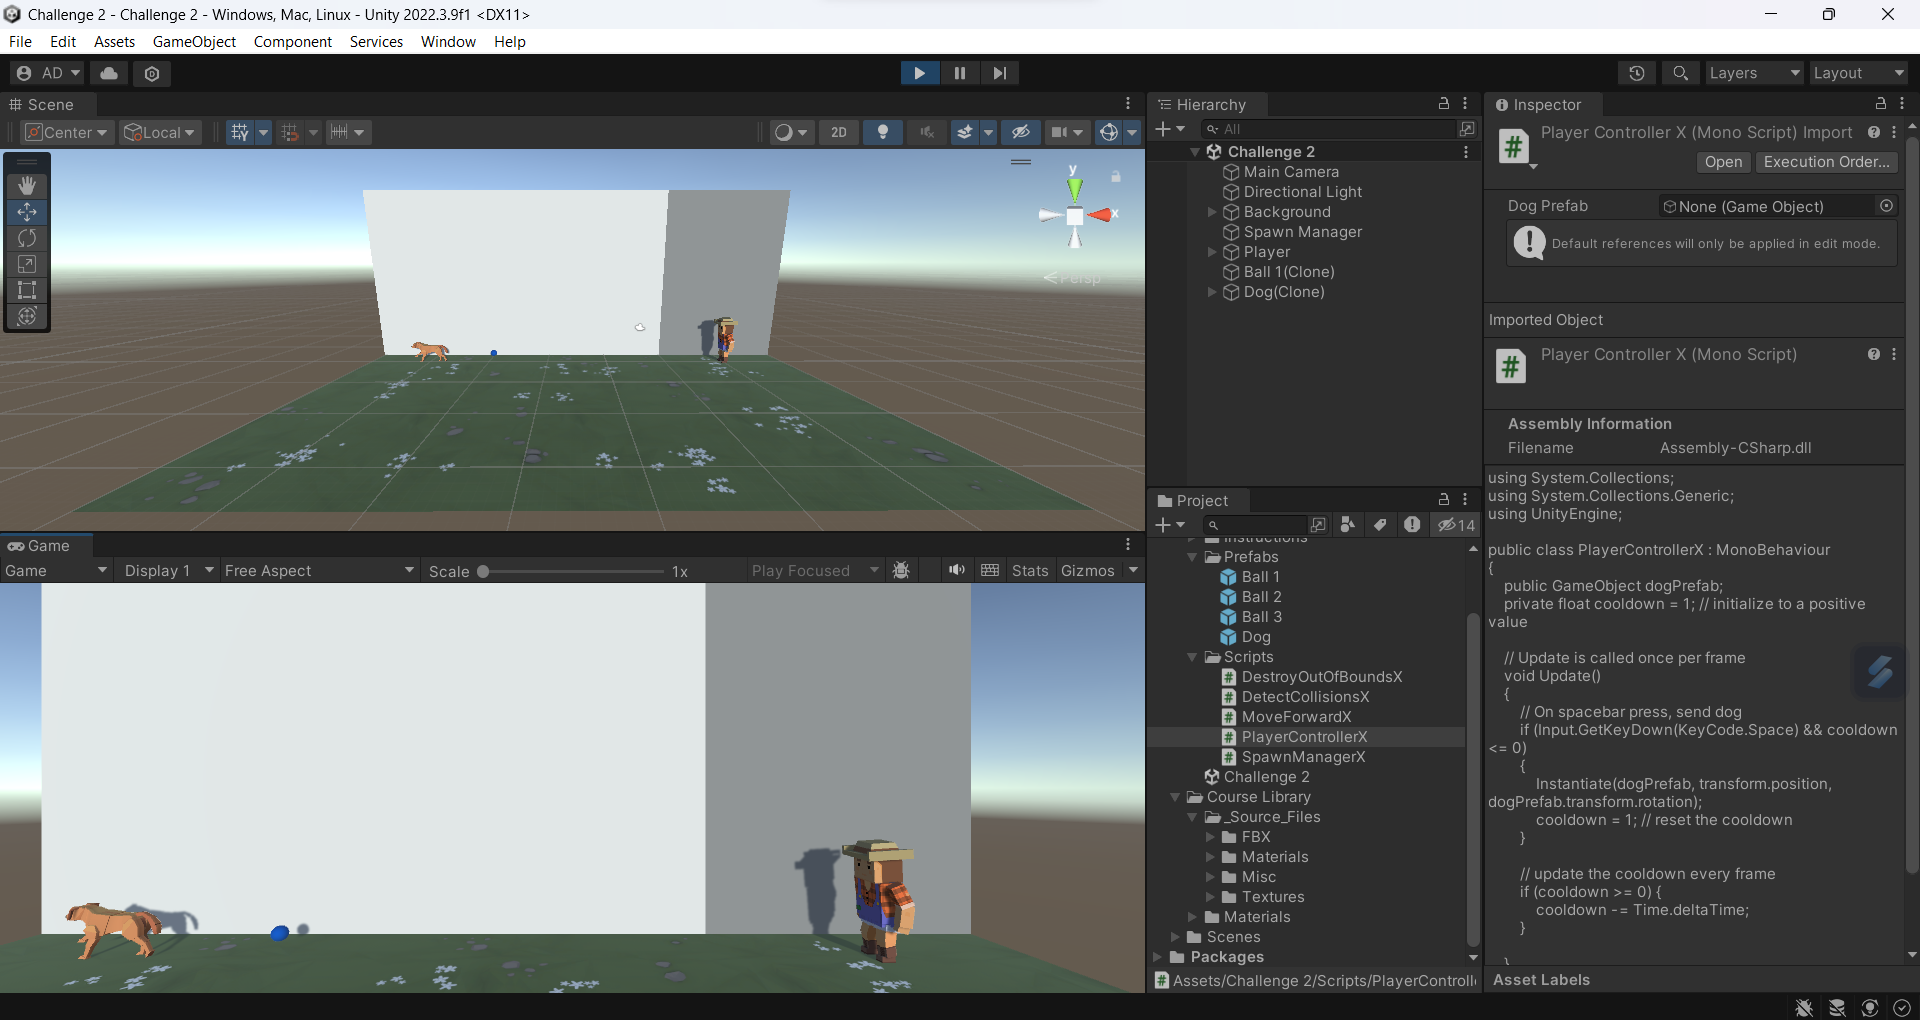 Challenge 2 - Challenge 2 - Windows, Mac, Linux - Unity 2022.3.9f1 <DX11>
File Edit Assets GameObject Component Services Window Help
AD Layers Layout
Scene
Center Local 2D
y
x
Persp
Game
Game Display 1 Free Aspect Scale 1x Play Focused Stats Gizmos
Hierarchy
All
Challenge 2
Main Camera
Directional Light
Background
Spawn Manager
Player
Ball 1(Clone)
Dog(Clone)
Project
14
Instructions
Prefabs
Ball 1
Ball 2
Ball 3
Dog
Scripts
DestroyOutOfBoundsX
DetectCollisionsX
MoveForwardX
PlayerControllerX
SpawnManagerX
Challenge 2
Course Library
_Source_Files
FBX
Materials
Misc
Textures
Materials
Scenes
Packages
Assets/Challenge 2/Scripts/PlayerControll
Inspector
Player Controller X (Mono Script) Import
Open Execution Order...
Dog Prefab None (Game Object)
Default references will only be applied in edit mode.
Imported Object
Player Controller X (Mono Script)
Assembly Information
Filename Assembly-CSharp.dll
using System.Collections;
using System.Collections.Generic;
using UnityEngine;
public class PlayerControllerX : MonoBehaviour
{
public GameObject dogPrefab;
private float cooldown = 1; // initialize to a positive
value
// Update is called once per frame
void Update()
{
// On spacebar press, send dog
if (Input.GetKeyDown(KeyCode.Space) && cooldown
<= 0)
{
Instantiate(dogPrefab, transform.position,
dogPrefab.transform.rotation);
cooldown = 1; // reset the cooldown
}
// update the cooldown every frame
if (cooldown >= 0) {
cooldown -= Time.deltaTime;
}
}
Asset Labels